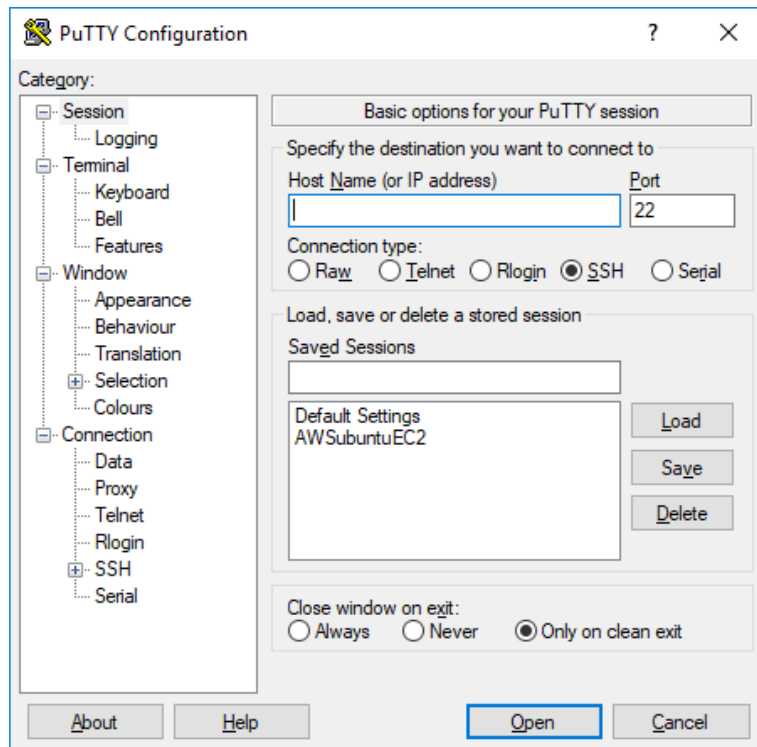 PuTTY Configuration ? ×
Category:
Session
Logging
Terminal
Keyboard
Bell
Features
Window
Appearance
Behaviour
Translation
Selection
Colours
Connection
Data
Proxy
Telnet
Rlogin
SSH
Serial
Basic options for your PuTTY session
Specify the destination you want to connect to
Host Name (or IP address) Port
22
Connection type:
Raw Telnet Rlogin SSH Serial
Load, save or delete a stored session
Saved Sessions
Default Settings
AWSubuntuEC2
Load
Save
Delete
Close window on exit:
Always Never Only on clean exit
About Help Open Cancel